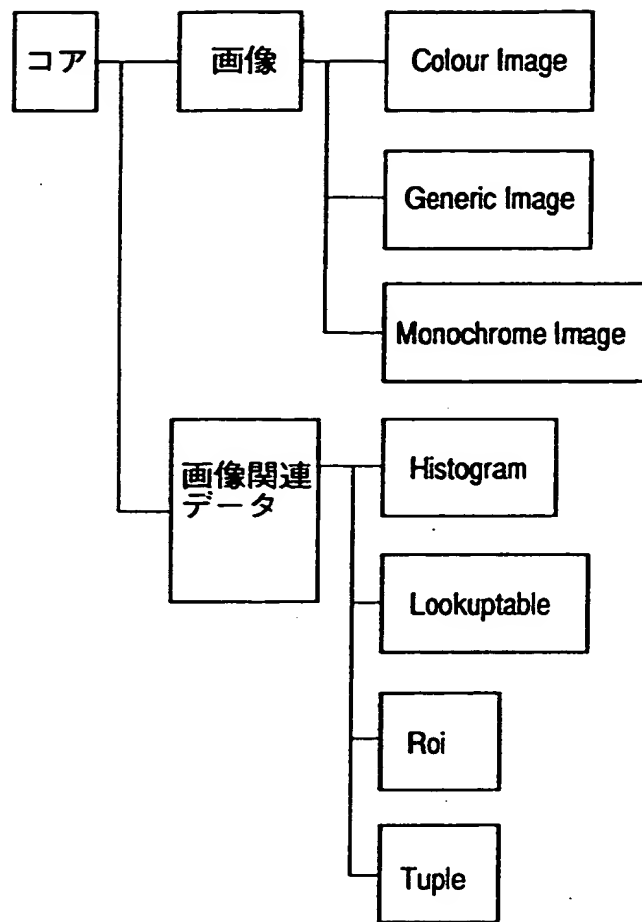 コア
画像
Colour Image
Generic Image
Monochrome Image
画像関連
データ
Histogram
Lookuptable
Roi
Tuple